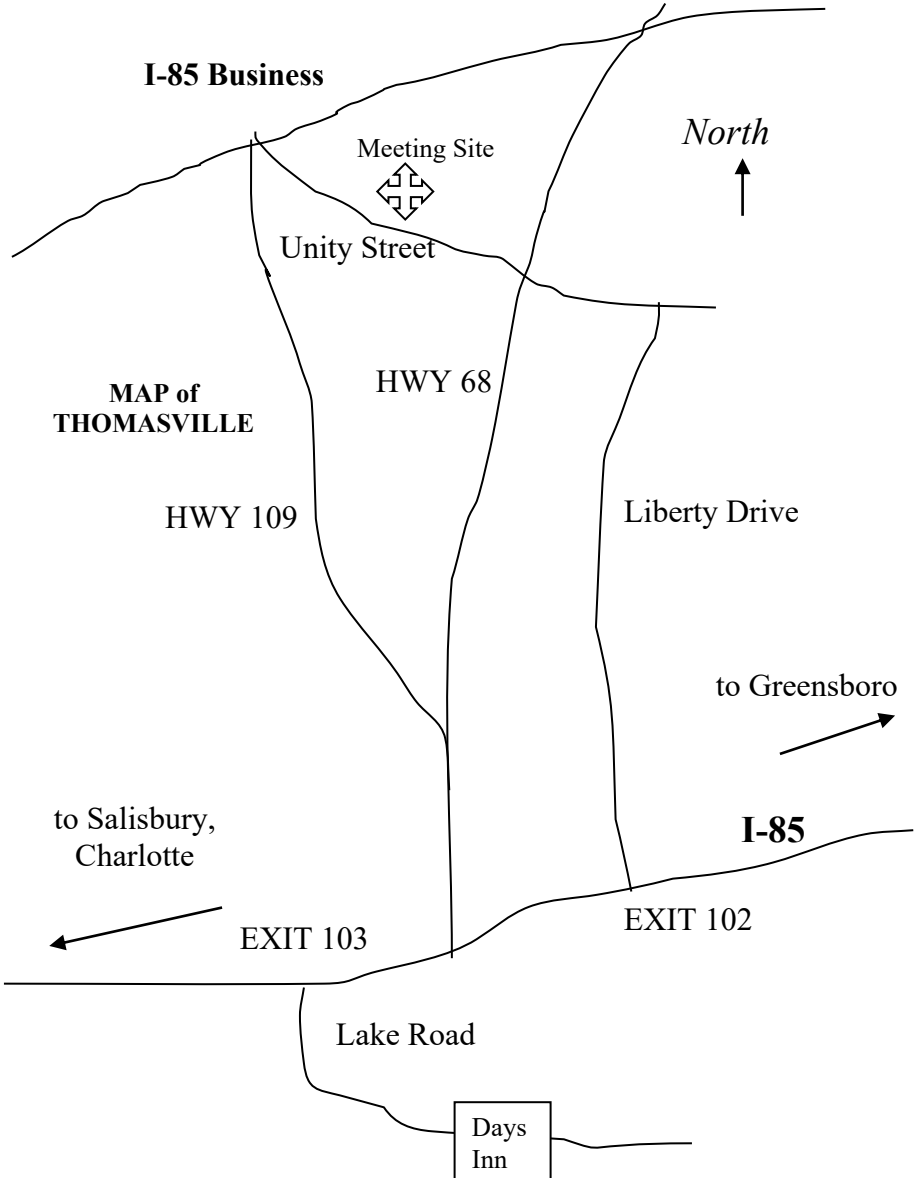 I-85 Business
North
Meeting Site
Unity Street
HWY 68
MAP of
THOMASVILLE
HWY 109
Liberty Drive
to Greensboro
to Salisbury,
Charlotte
I-85
EXIT 102
EXIT 103
Lake Road
Days
Inn